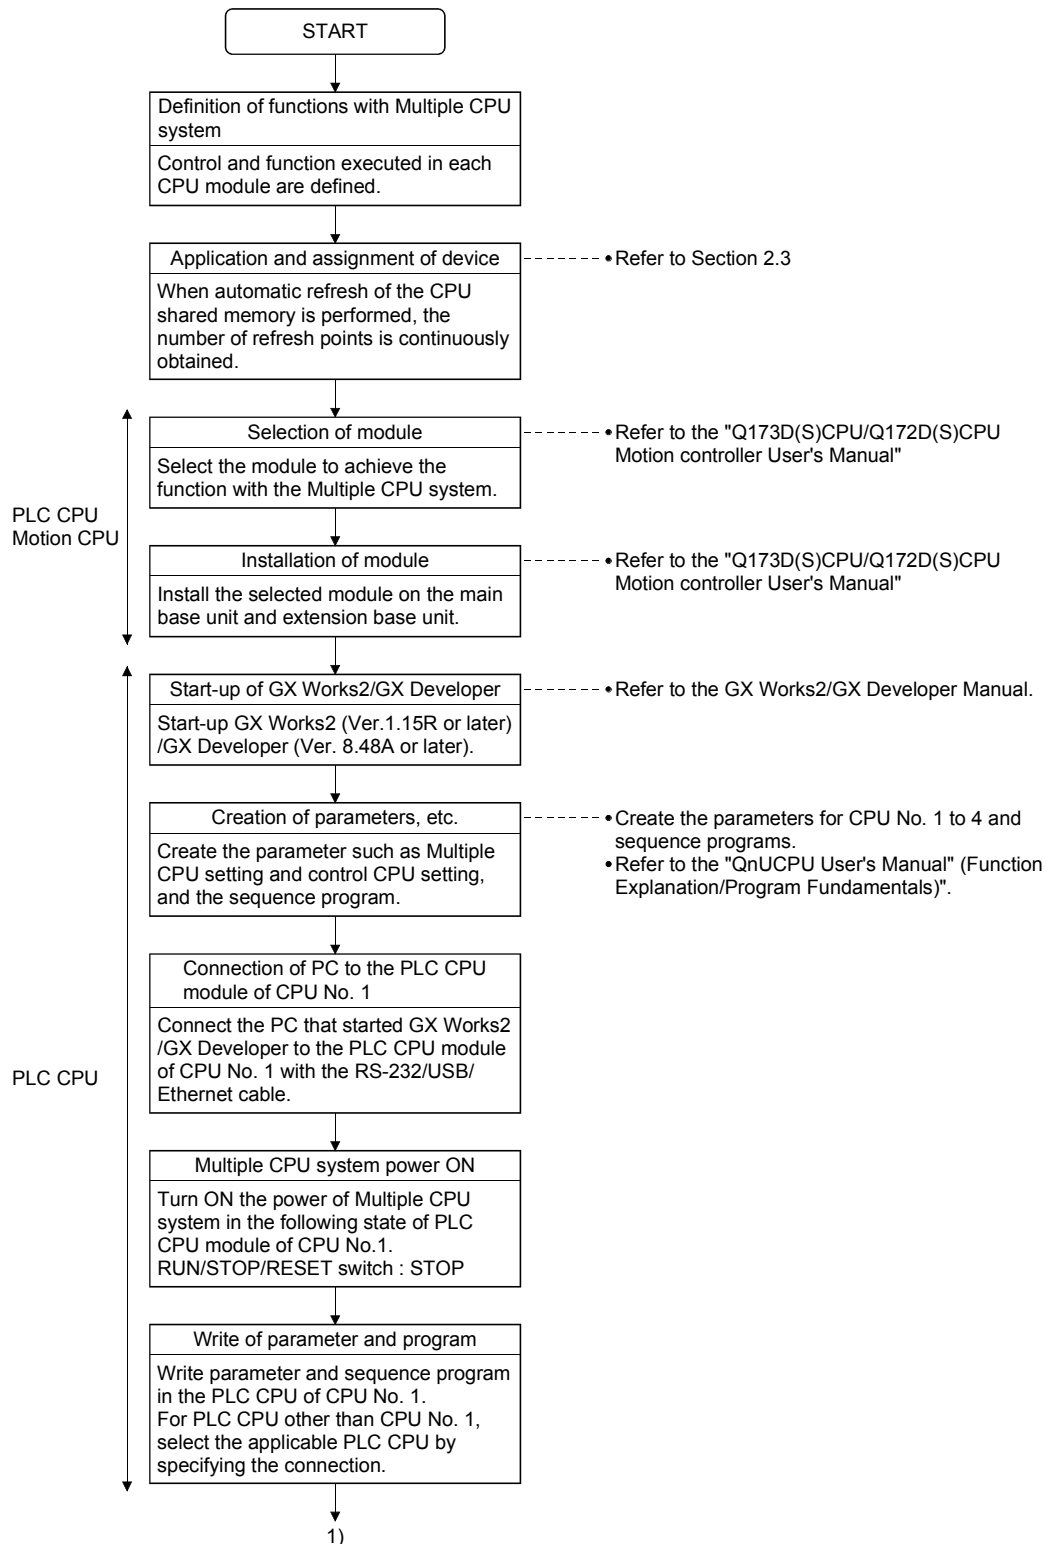 START
Definition of functions with Multiple CPU
system
Control and function executed in each
CPU module are defined.
Application and assignment of device
•Refer to Section 2.3
When automatic refresh of the CPU
shared memory is performed, the
number of refresh points is continuously
obtained.
Selection of module
•Refer to the "Q173D(S)CPU/Q172D(S)CPU
Motion controller User's Manual"
Select the module to achieve the
function with the Multiple CPU system.
PLC CPU
Motion CPU
Installation of module
•Refer to the "Q173D(S)CPU/Q172D(S)CPU
Motion controller User's Manual"
Install the selected module on the main
base unit and extension base unit.
Start-up of GX Works2/GX Developer
•Refer to the GX Works2/GX Developer Manual.
Start-up GX Works2 (Ver.1.15R or later)
/GX Developer (Ver. 8.48A or later).
Creation of parameters, etc.
•Create the parameters for CPU No. 1 to 4 and
sequence programs.
•Refer to the "QnUCPU User's Manual" (Function
Explanation/Program Fundamentals)".
Create the parameter such as Multiple
CPU setting and control CPU setting,
and the sequence program.
Connection of PC to the PLC CPU
module of CPU No. 1
Connect the PC that started GX Works2
/GX Developer to the PLC CPU module
of CPU No. 1 with the RS-232/USB/
Ethernet cable.
PLC CPU
Multiple CPU system power ON
Turn ON the power of Multiple CPU
system in the following state of PLC
CPU module of CPU No.1.
RUN/STOP/RESET switch : STOP
Write of parameter and program
Write parameter and sequence program
in the PLC CPU of CPU No. 1.
For PLC CPU other than CPU No. 1,
select the applicable PLC CPU by
specifying the connection.
1)